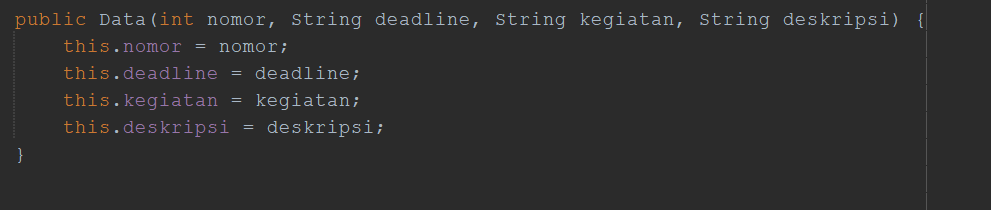 public Data(int nomor, String deadline, String kegiatan, String deskripsi) {
    this.nomor = nomor;
    this.deadline = deadline;
    this.kegiatan = kegiatan;
    this.deskripsi = deskripsi;
}